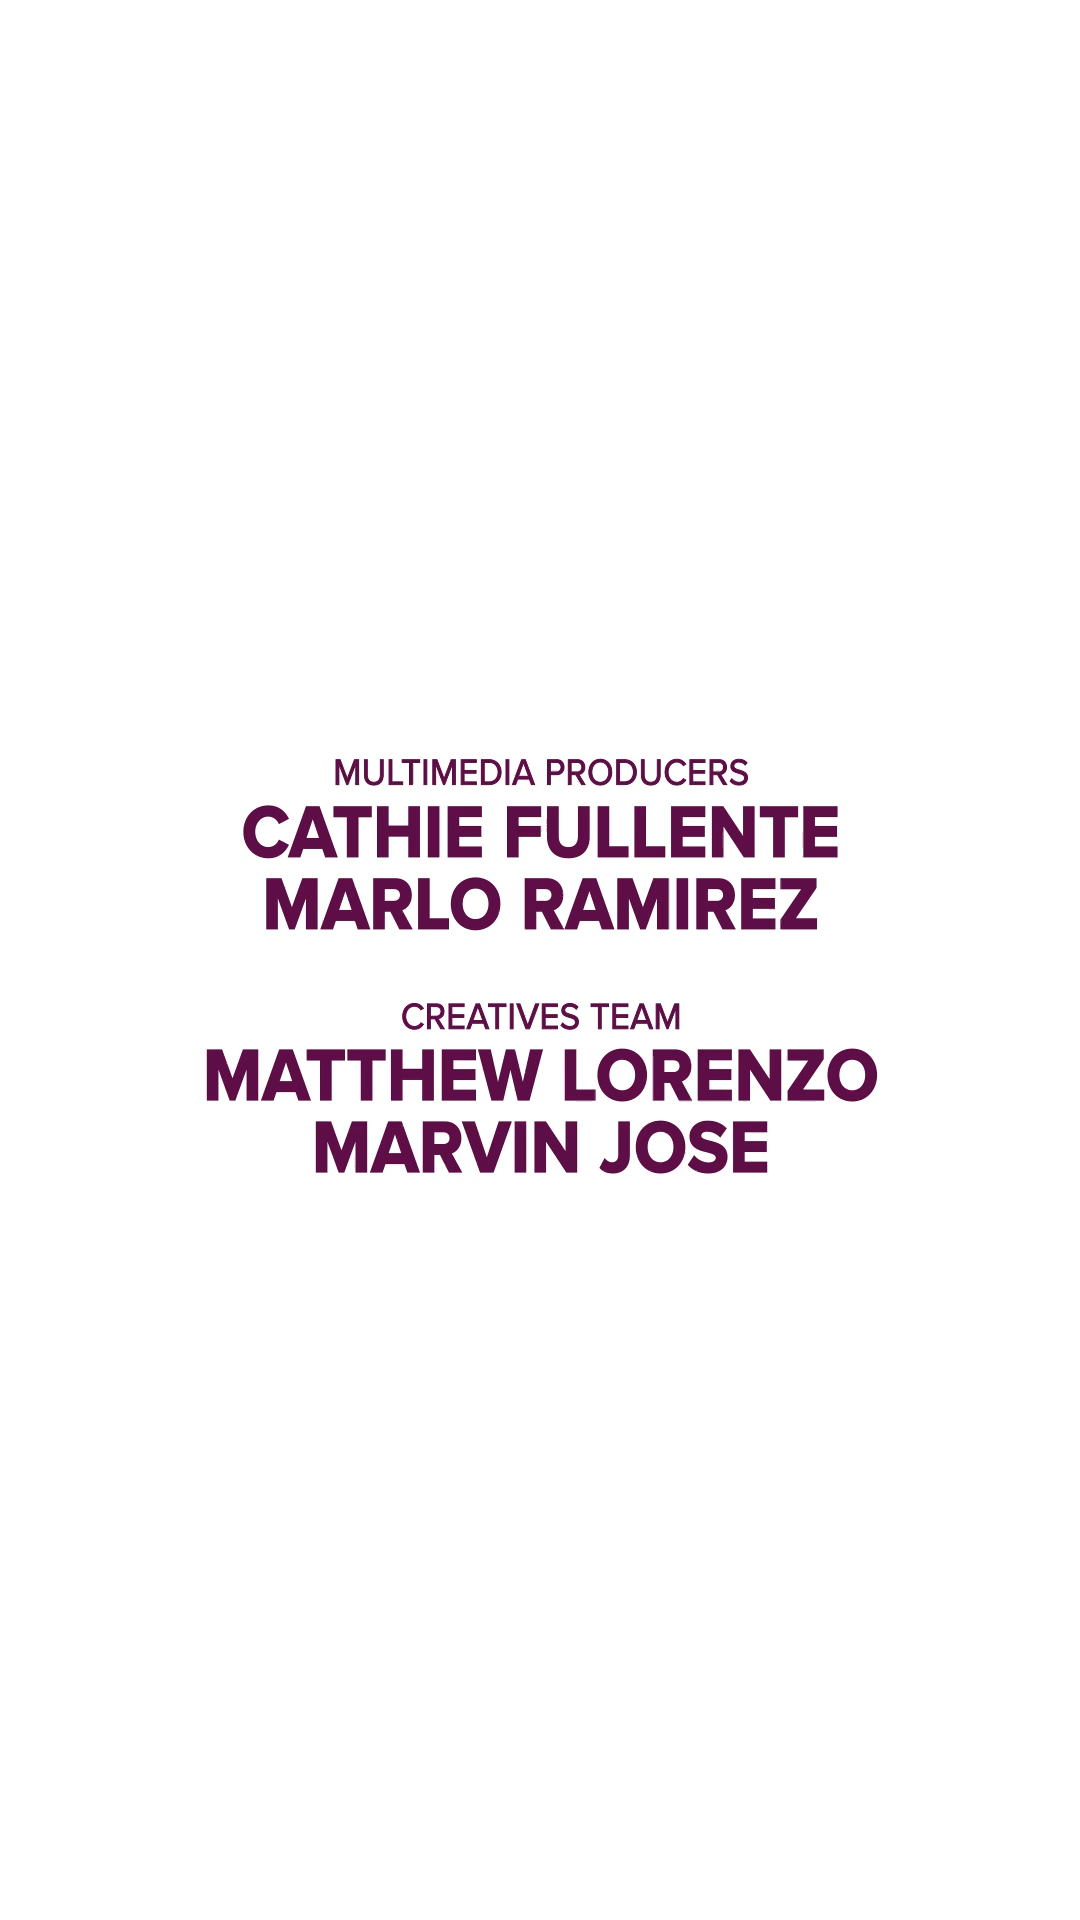 MULTIMEDIA PRODUCERS
CATHIE FULLENTE
MARLO RAMIREZ
CREATIVES TEAM
MATTHEW LORENZO
MARVIN JOSE